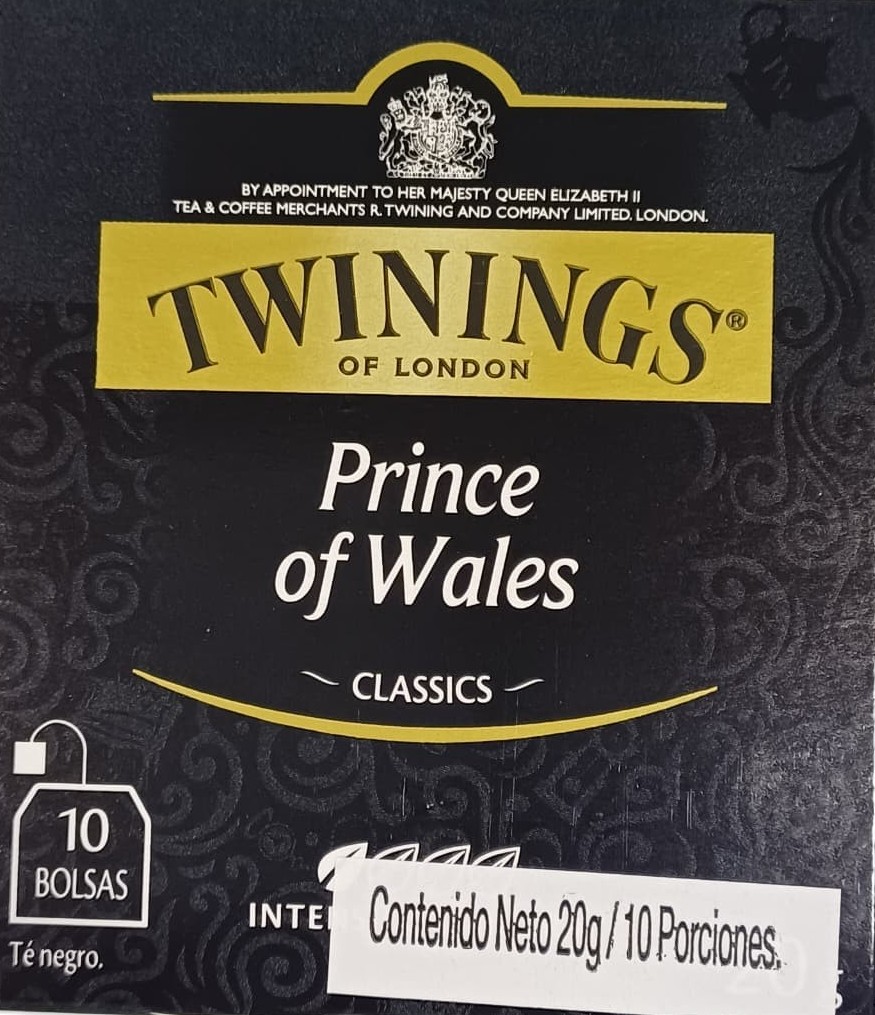 BY APPOINTMENT TO HER MAJESTY QUEEN ELIZABETH II
TEA & COFFEE MERCHANTS R. TWINING AND COMPANY LIMITED. LONDON.
TWININGS®
OF LONDON
Prince
of Wales
CLASSICS
10
BOLSAS
Té negro.
Contenido Neto 20g / 10 Porciones.